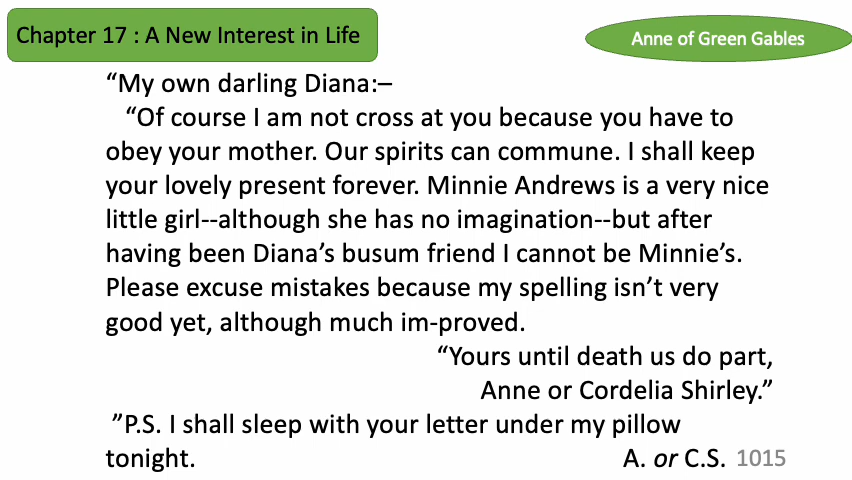 Chapter 17 : A New Interest in Life
Anne of Green Gables
“My own darling Diana:–
“Of course I am not cross at you because you have to
obey your mother. Our spirits can commune. I shall keep
your lovely present forever. Minnie Andrews is a very nice
little girl--although she has no imagination--but after
having been Diana’s busum friend I cannot be Minnie’s.
Please excuse mistakes because my spelling isn’t very
good yet, although much im-proved.
“Yours until death us do part,
Anne or Cordelia Shirley.”
”P.S. I shall sleep with your letter under my pillow
tonight. A. or C.S. 1015